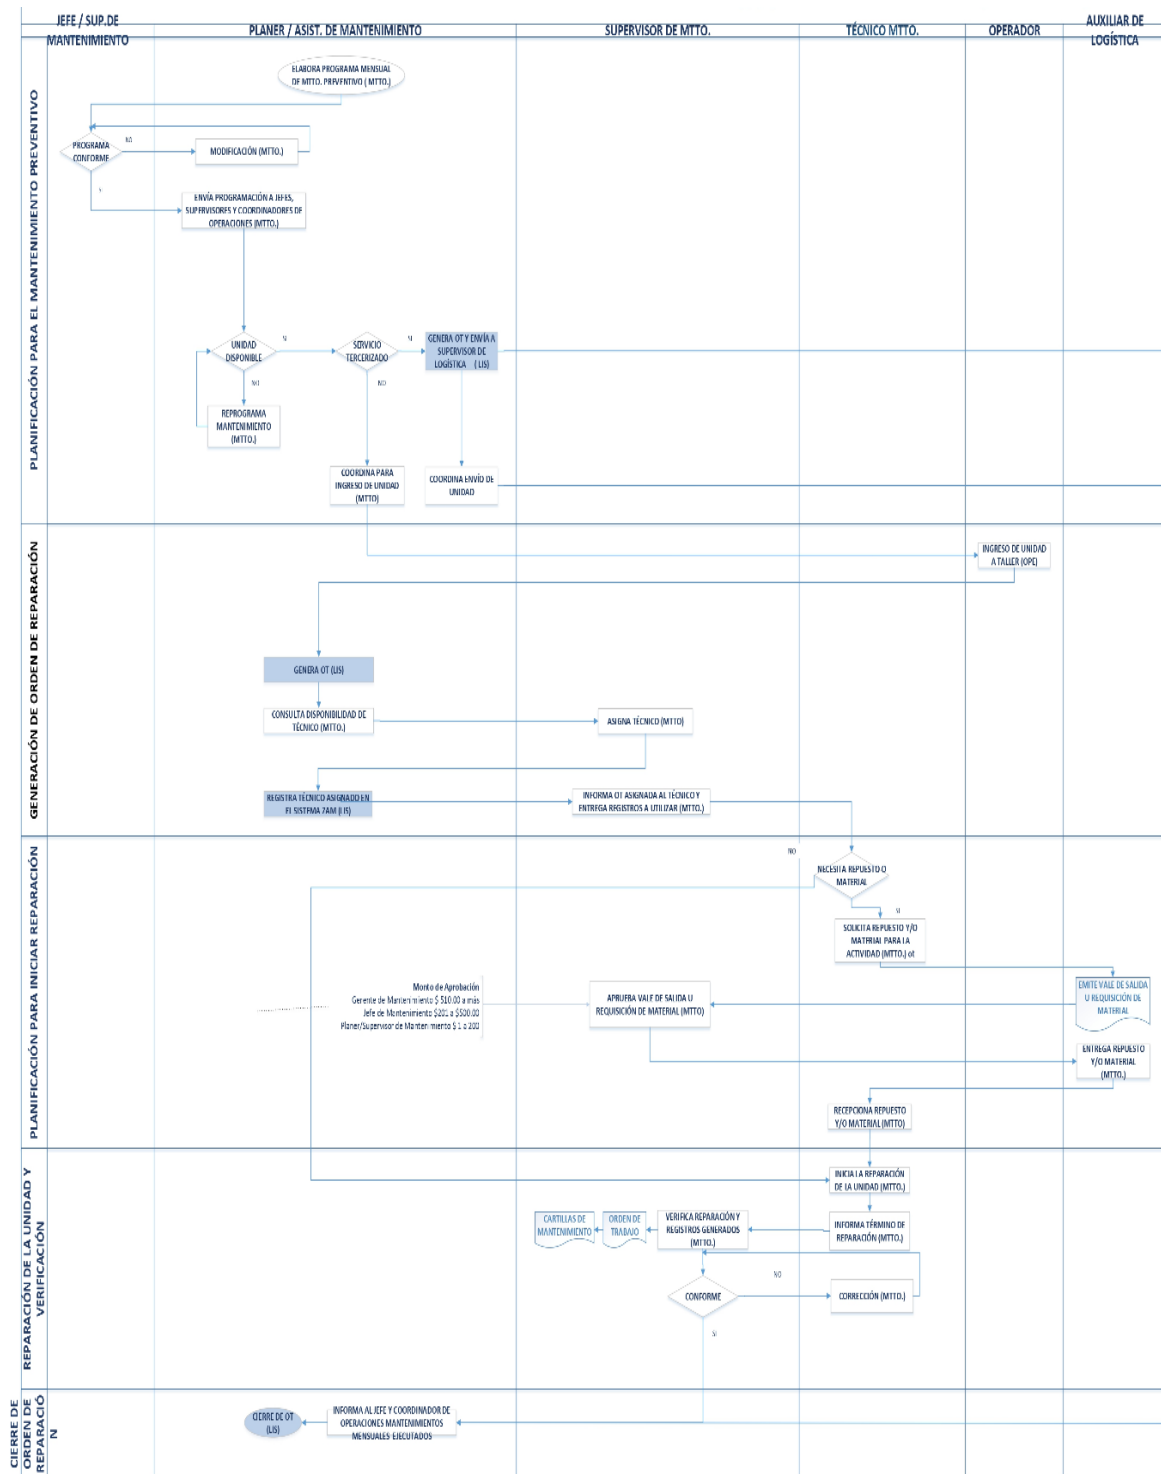 JEFE / SUP.DE
MANTENIMIENTO
PLANER / ASIST. DE MANTENIMIENTO
SUPERVISOR DE MTTO.
TÉCNICO MTTO.
OPERADOR
AUXILIAR DE
LOGÍSTICA
PLANIFICACIÓN PARA EL MANTENIMIENTO PREVENTIVO
ELABORA PROGRAMA MENSUAL
DE MTTO. PREVENTIVO ( MTTO.)
PROGRAMA
CONFORME
NO
MODIFICACIÓN (MTTO.)
ENVÍA PROGRAMACIÓN A JEFES,
SUPERVISORES Y COORDINADORES DE
OPERACIONES (MTTO.)
UNIDAD
DISPONIBLE
SI
NO
SERVICIO
TERCERIZADO
SI
NO
GENERA OT Y ENVÍA A
SUPERVISOR DE
LOGÍSTICA ( LIS)
REPROGRAMA
MANTENIMIENTO
(MTTO.)
COORDINA PARA
INGRESO DE UNIDAD
(MTTO)
COORDINA ENVÍO DE
UNIDAD
GENERACIÓN DE ORDEN DE REPARACIÓN
INGRESO DE UNIDAD
A TALLER (OPE)
GENERA OT (LIS)
CONSULTA DISPONIBILIDAD DE
TÉCNICO (MTTO.)
ASIGNA TÉCNICO (MTTO)
REGISTRA TÉCNICO ASIGNADO EN
EL SISTEMA ZAM (LIS)
INFORMA OT ASIGNADA AL TÉCNICO Y
ENTREGA REGISTROS A UTILIZAR (MTTO.)
PLANIFICACIÓN PARA INICIAR REPARACIÓN
NO
NECESITA REPUESTO O
MATERIAL
SI
SOLICITA REPUESTO Y/O
MATERIAL PARA LA
ACTIVIDAD (MTTO.) ot
Monto de Aprobación
Gerente de Mantenimiento $ 510.00 a más
Jefe de Mantenimiento $201 a $500.00
Planer/Supervisor de Mantenimiento $ 1 a 200
APRUEBA VALE DE SALIDA U
REQUISICIÓN DE MATERIAL (MTTO)
EMITE VALE DE SALIDA
U REQUISICIÓN DE
MATERIAL
ENTREGA REPUESTO
Y/O MATERIAL
(MTTO.)
RECEPCIONA REPUESTO
Y/O MATERIAL (MTTO)
REPARACIÓN DE LA UNIDAD Y
VERIFICACIÓN
INICIA LA REPARACIÓN
DE LA UNIDAD (MTTO.)
CARTILLAS DE
MANTENIMIENTO
ORDEN DE
TRABAJO
VERIFICA REPARACIÓN Y
REGISTROS GENERADOS
(MTTO.)
INFORMA TÉRMINO DE
REPARACIÓN (MTTO.)
CONFORME
NO
CORRECCIÓN (MTTO.)
SI
CIERRE DE
ORDEN DE
REPARACIÓ
N
CIERRE DE OT
(LIS)
INFORMA AL JEFE Y COORDINADOR DE
OPERACIONES MANTENIMIENTOS
MENSUALES EJECUTADOS